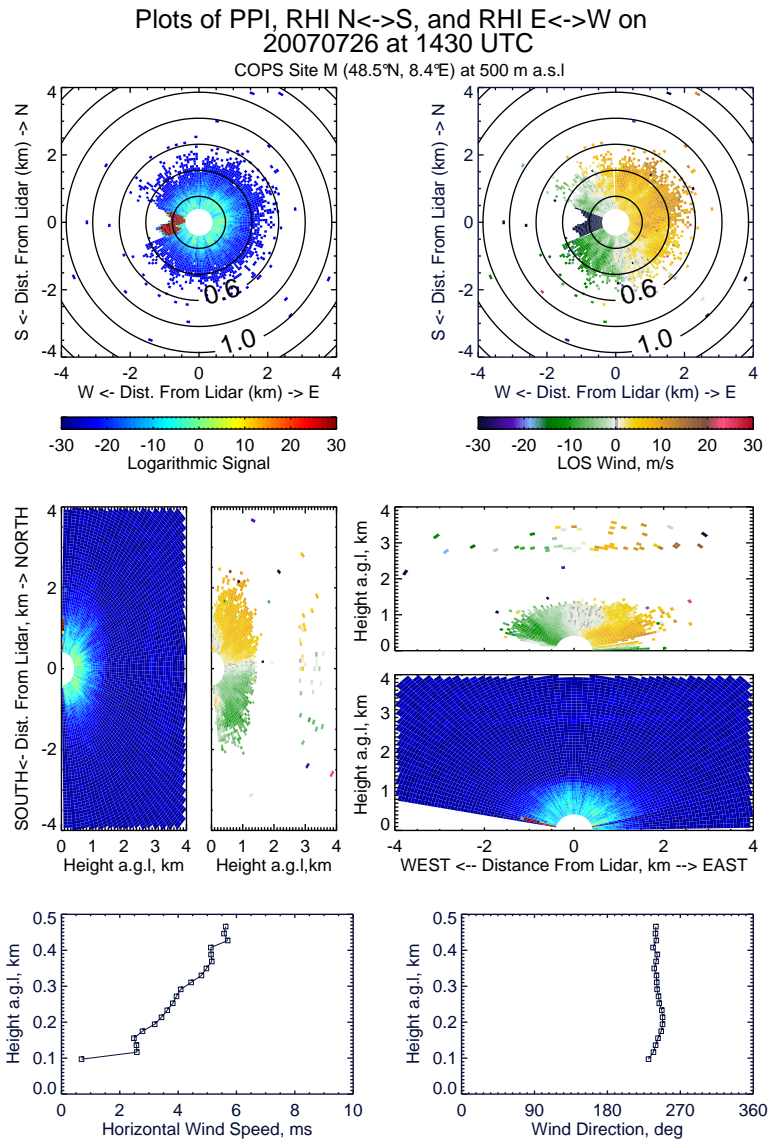 Plots of PPI, RHI N<->S, and RHI E<->W on
20070726 at 1430 UTC
COPS Site M (48.5°N, 8.4°E) at 500 m a.s.l
S <- Dist. From Lidar (km) -> N
4
2
0
-2
-4
0.6
1.0
-4 -2 0 2 4
W <- Dist. From Lidar (km) -> E
-30 -20 -10 0 10 20 30
Logarithmic Signal
S <- Dist. From Lidar (km) -> N
4
2
0
-2
-4
0.6
1.0
-4 -2 0 2 4
W <- Dist. From Lidar (km) -> E
-30 -20 -10 0 10 20 30
LOS Wind, m/s
SOUTH<- Dist. From Lidar, km -> NORTH
4
2
0
-2
-4
0 1 2 3 4
Height a.g.l, km
0 1 2 3 4
Height a.g.l,km
Height a.g.l, km
4
3
2
1
0
Height a.g.l, km
4
3
2
1
0
-4 -2 0 2 4
WEST <-- Distance From Lidar, km --> EAST
Height a.g.l, km
0.5
0.4
0.3
0.2
0.1
0.0
0 2 4 6 8 10
Horizontal Wind Speed, ms
Height a.g.l, km
0.5
0.4
0.3
0.2
0.1
0.0
0 90 180 270 360
Wind Direction, deg